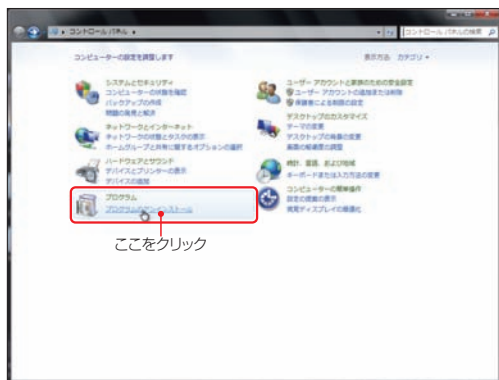 コントロール パネル
コントロール パネルの検索
コンピューターの設定を調整します
表示方法: カテゴリ
システムとセキュリティ
コンピューターの状態を確認
バックアップの作成
問題の発見と解決
ネットワークとインターネット
ネットワークの状態とタスクの表示
ホームグループと共有に関するオプションの選択
ハードウェアとサウンド
デバイスとプリンターの表示
デバイスの追加
プログラム
プログラムのアンインストール
ユーザー アカウントと家族のための安全設定
ユーザー アカウントの追加または削除
保護者による制限の設定
デスクトップのカスタマイズ
テーマの変更
デスクトップの背景の変更
画面の解像度の調整
時計、言語、および地域
キーボードまたは入力方法の変更
コンピューターの簡単操作
設定の提案の表示
視覚ディスプレイの最適化
ここをクリック